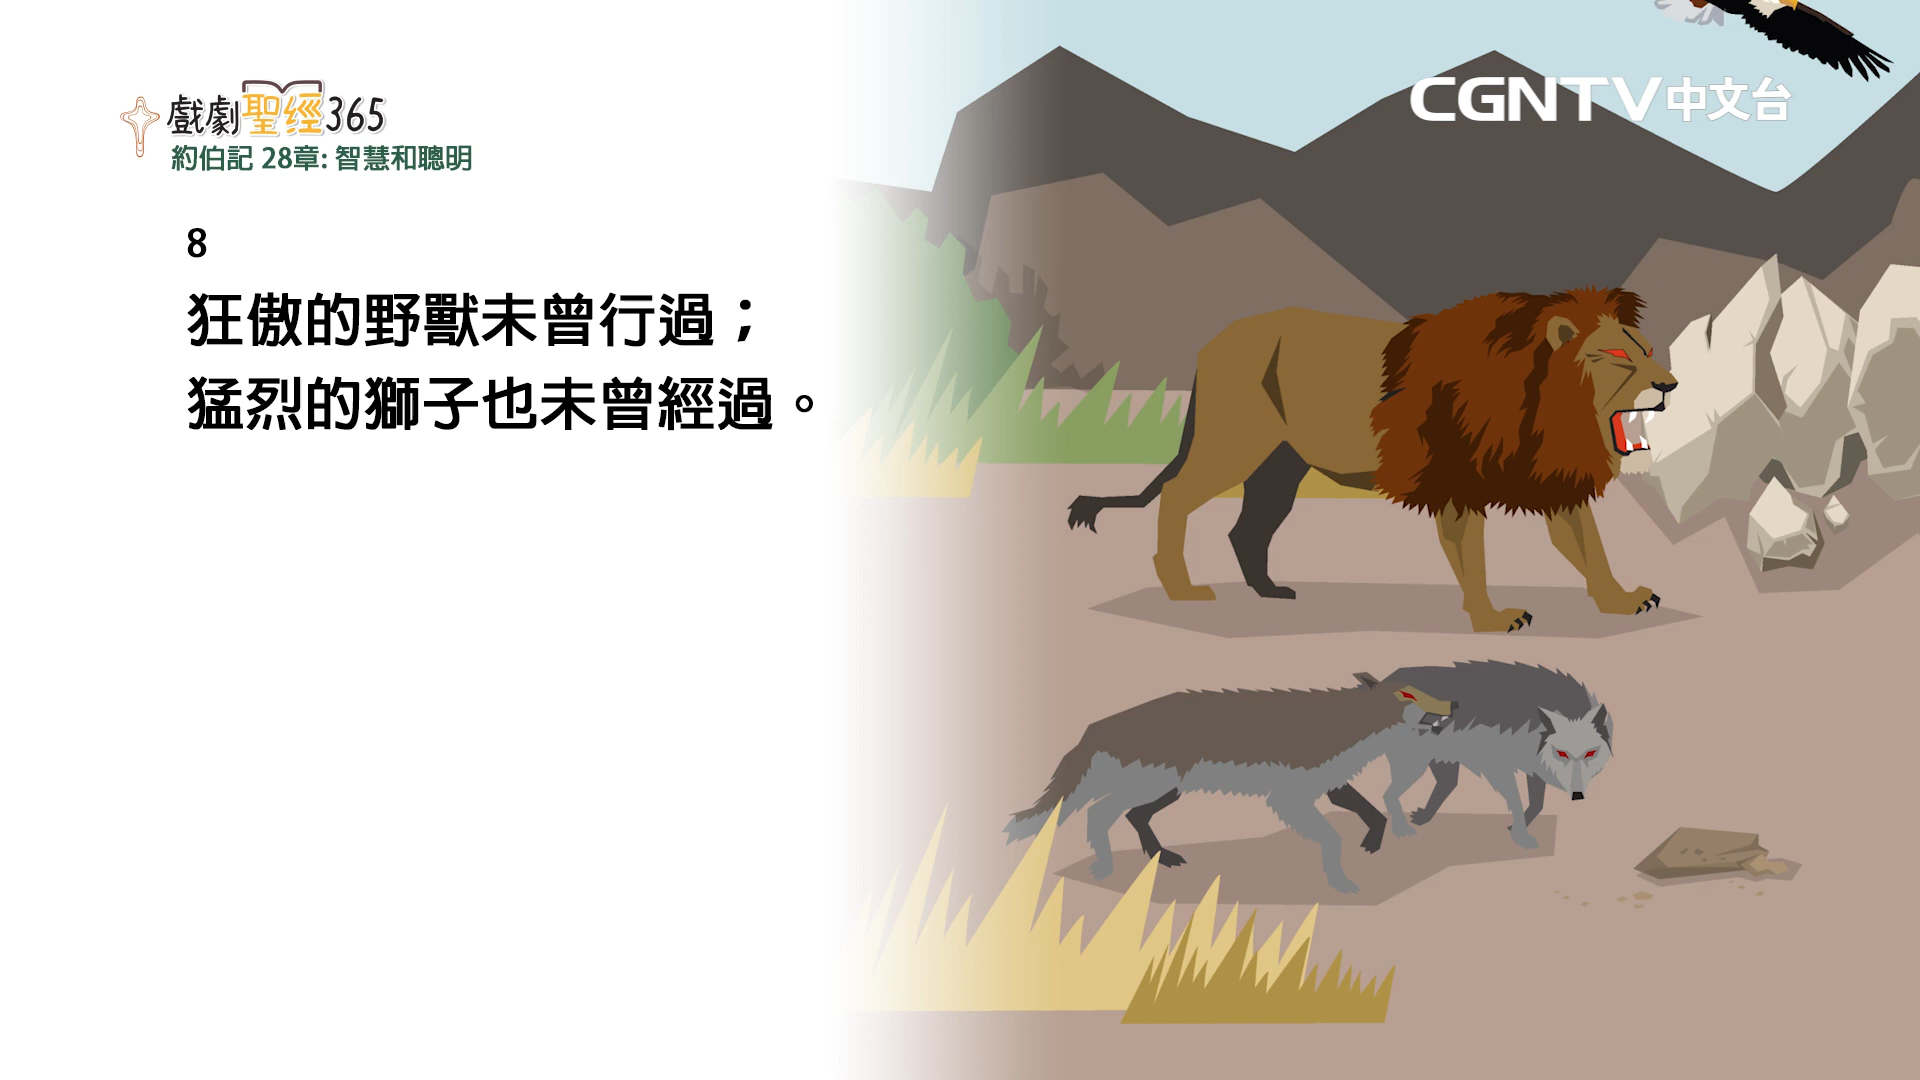 戲劇聖經365
CGNTV中文台
約伯記 28章: 智慧和聰明
8
狂傲的野獸未曾行過；
猛烈的獅子也未曾經過。